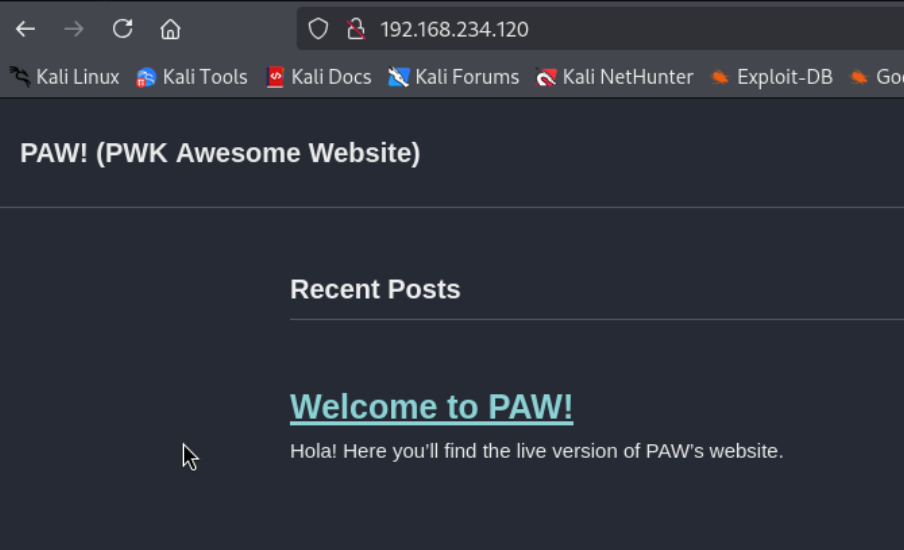 192.168.234.120
Kali Linux Kali Tools Kali Docs Kali Forums Kali NetHunter Exploit-DB
PAW! (PWK Awesome Website)
Recent Posts
Welcome to PAW!
Hola! Here you’ll find the live version of PAW’s website.